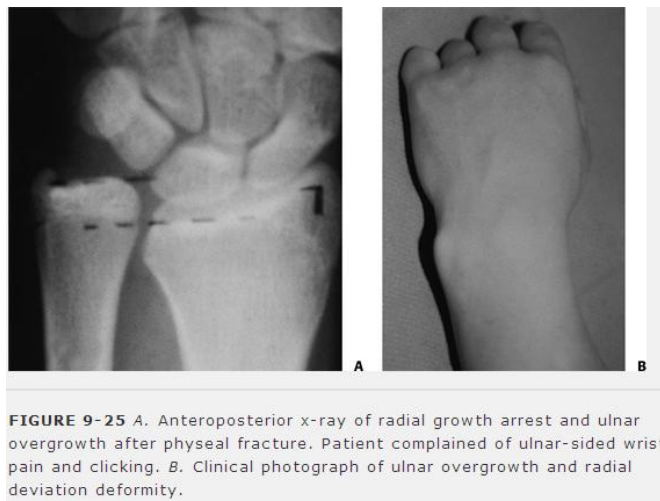 A
B
FIGURE 9-25 A. Anteroposterior x-ray of radial growth arrest and ulnar
overgrowth after physeal fracture. Patient complained of ulnar-sided wris
pain and clicking. B. Clinical photograph of ulnar overgrowth and radial
deviation deformity.